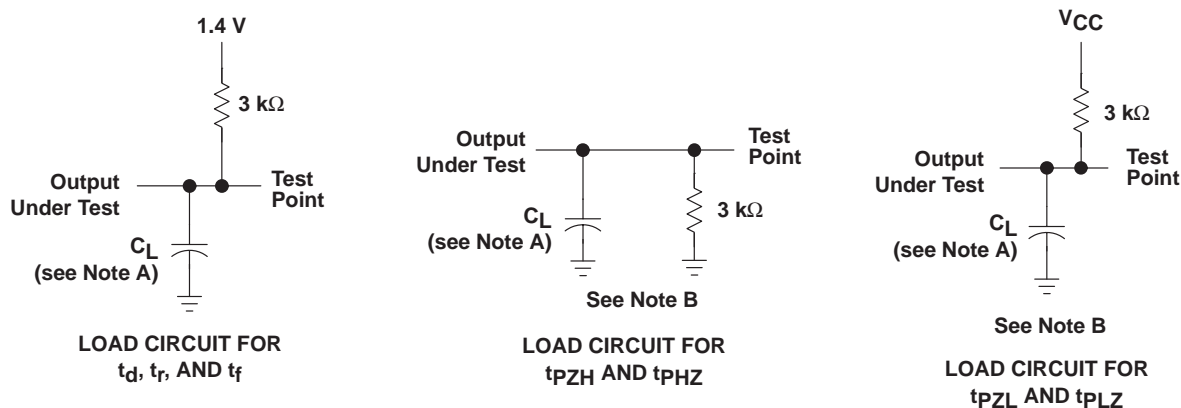 1.4 V
3 kΩ
Output
Under Test
Test
Point
CL
(see Note A)
LOAD CIRCUIT FOR
td, tr, AND tf
Output
Under Test
Test
Point
CL
(see Note A)
3 kΩ
See Note B
LOAD CIRCUIT FOR
tPZH AND tPHZ
VCC
3 kΩ
Output
Under Test
Test
Point
CL
(see Note A)
See Note B
LOAD CIRCUIT FOR
tPZL AND tPLZ